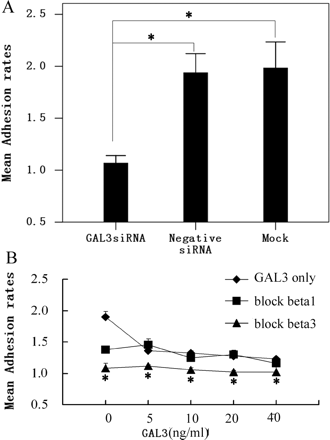 A
*
*
Mean Adhesion rates
2.5
2.0
1.5
1.0
0.5
GAL3siRNA
Negative siRNA
Mock
B
GAL3 only
block beta1
block beta3
Mean Adhesion rates
2.5
2.0
1.5
1.0
0.5
* * * * *
0 5 10 20 40
GAL3(ng/ml)